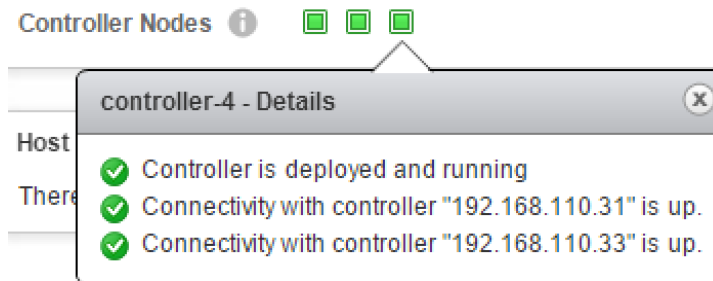 Controller Nodes
controller-4 - Details
Host
There
Controller is deployed and running
Connectivity with controller "192.168.110.31" is up.
Connectivity with controller "192.168.110.33" is up.